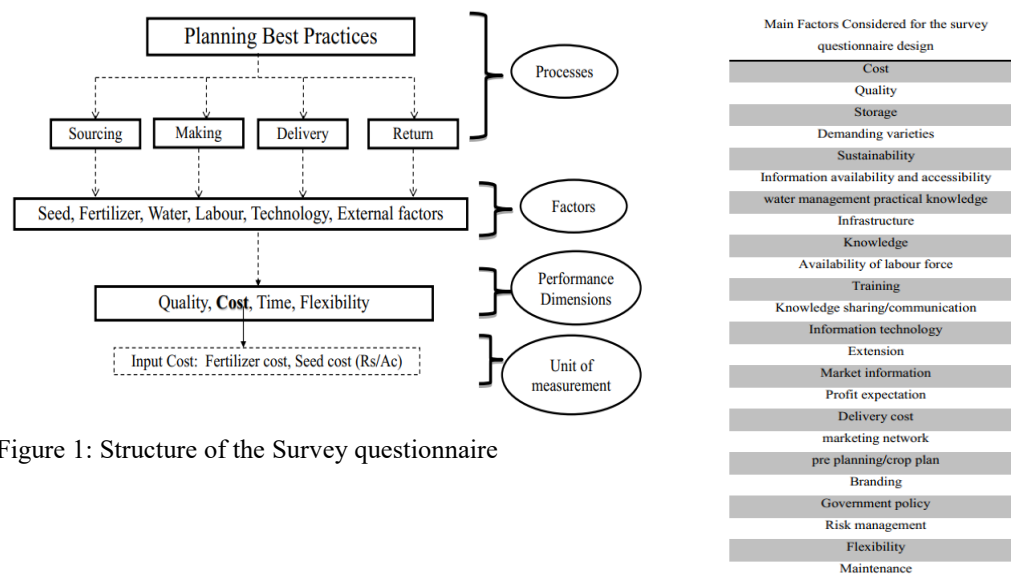 Planning Best Practices
Processes
Sourcing
Making
Delivery
Return
Seed, Fertilizer, Water, Labour, Technology, External factors
Factors
Quality, Cost, Time, Flexibility
Performance
Dimensions
Input Cost: Fertilizer cost, Seed cost (Rs/Ac)
Unit of
measurement
Figure 1: Structure of the Survey questionnaire
Main Factors Considered for the survey
questionnaire design
Cost
Quality
Storage
Demanding varieties
Sustainability
Information availability and accessibility
water management practical knowledge
Infrastructure
Knowledge
Availability of labour force
Training
Knowledge sharing/communication
Information technology
Extension
Market information
Profit expectation
Delivery cost
marketing network
pre planning/crop plan
Branding
Government policy
Risk management
Flexibility
Maintenance